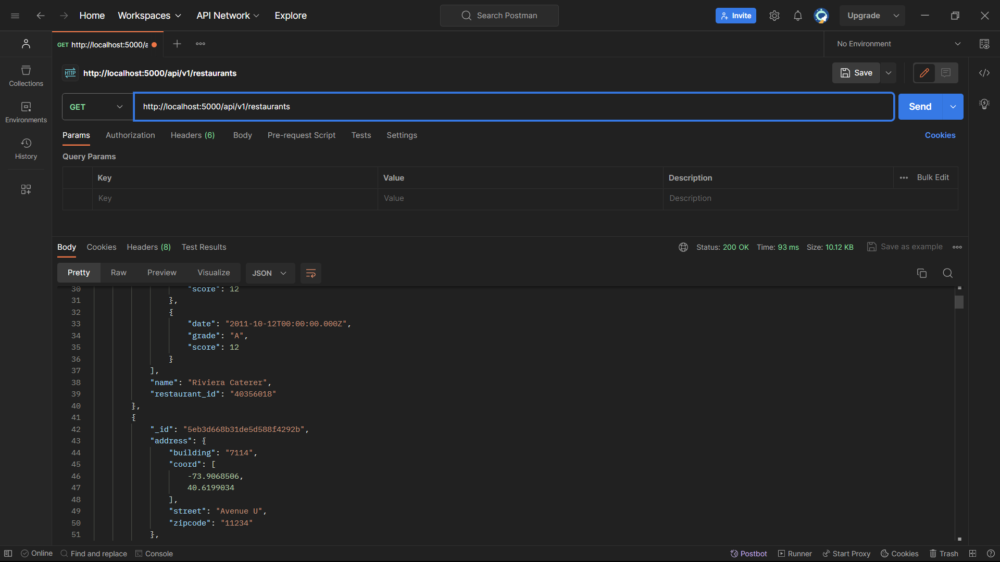 Home Workspaces API Network Explore Search Postman Invite Upgrade
GET http://localhost:5000/a No Environment
HTTP http://localhost:5000/api/v1/restaurants Save
Collections
GET http://localhost:5000/api/v1/restaurants Send
Environments
Params Authorization Headers (6) Body Pre-request Script Tests Settings Cookies
History
Query Params
Key Value Description Bulk Edit
Key Value Description
Body Cookies Headers (8) Test Results Status: 200 OK Time: 93 ms Size: 10.12 KB Save as example
Pretty Raw Preview Visualize JSON
30 "score": 12
31 },
32 {
33 "date": "2011-10-12T00:00:00.000Z",
34 "grade": "A",
35 "score": 12
36 }
37 ],
38 "name": "Riviera Caterer",
39 "restaurant_id": "40356018"
40 },
41 {
42 "_id": "5eb3d668b31de5d588f4292b",
43 "address": {
44 "building": "7114",
45 "coord": [
46 -73.9068506,
47 40.6199034
48 ],
49 "street": "Avenue U",
50 "zipcode": "11234"
51 },
Online Find and replace Console Postbot Runner Start Proxy Cookies Trash